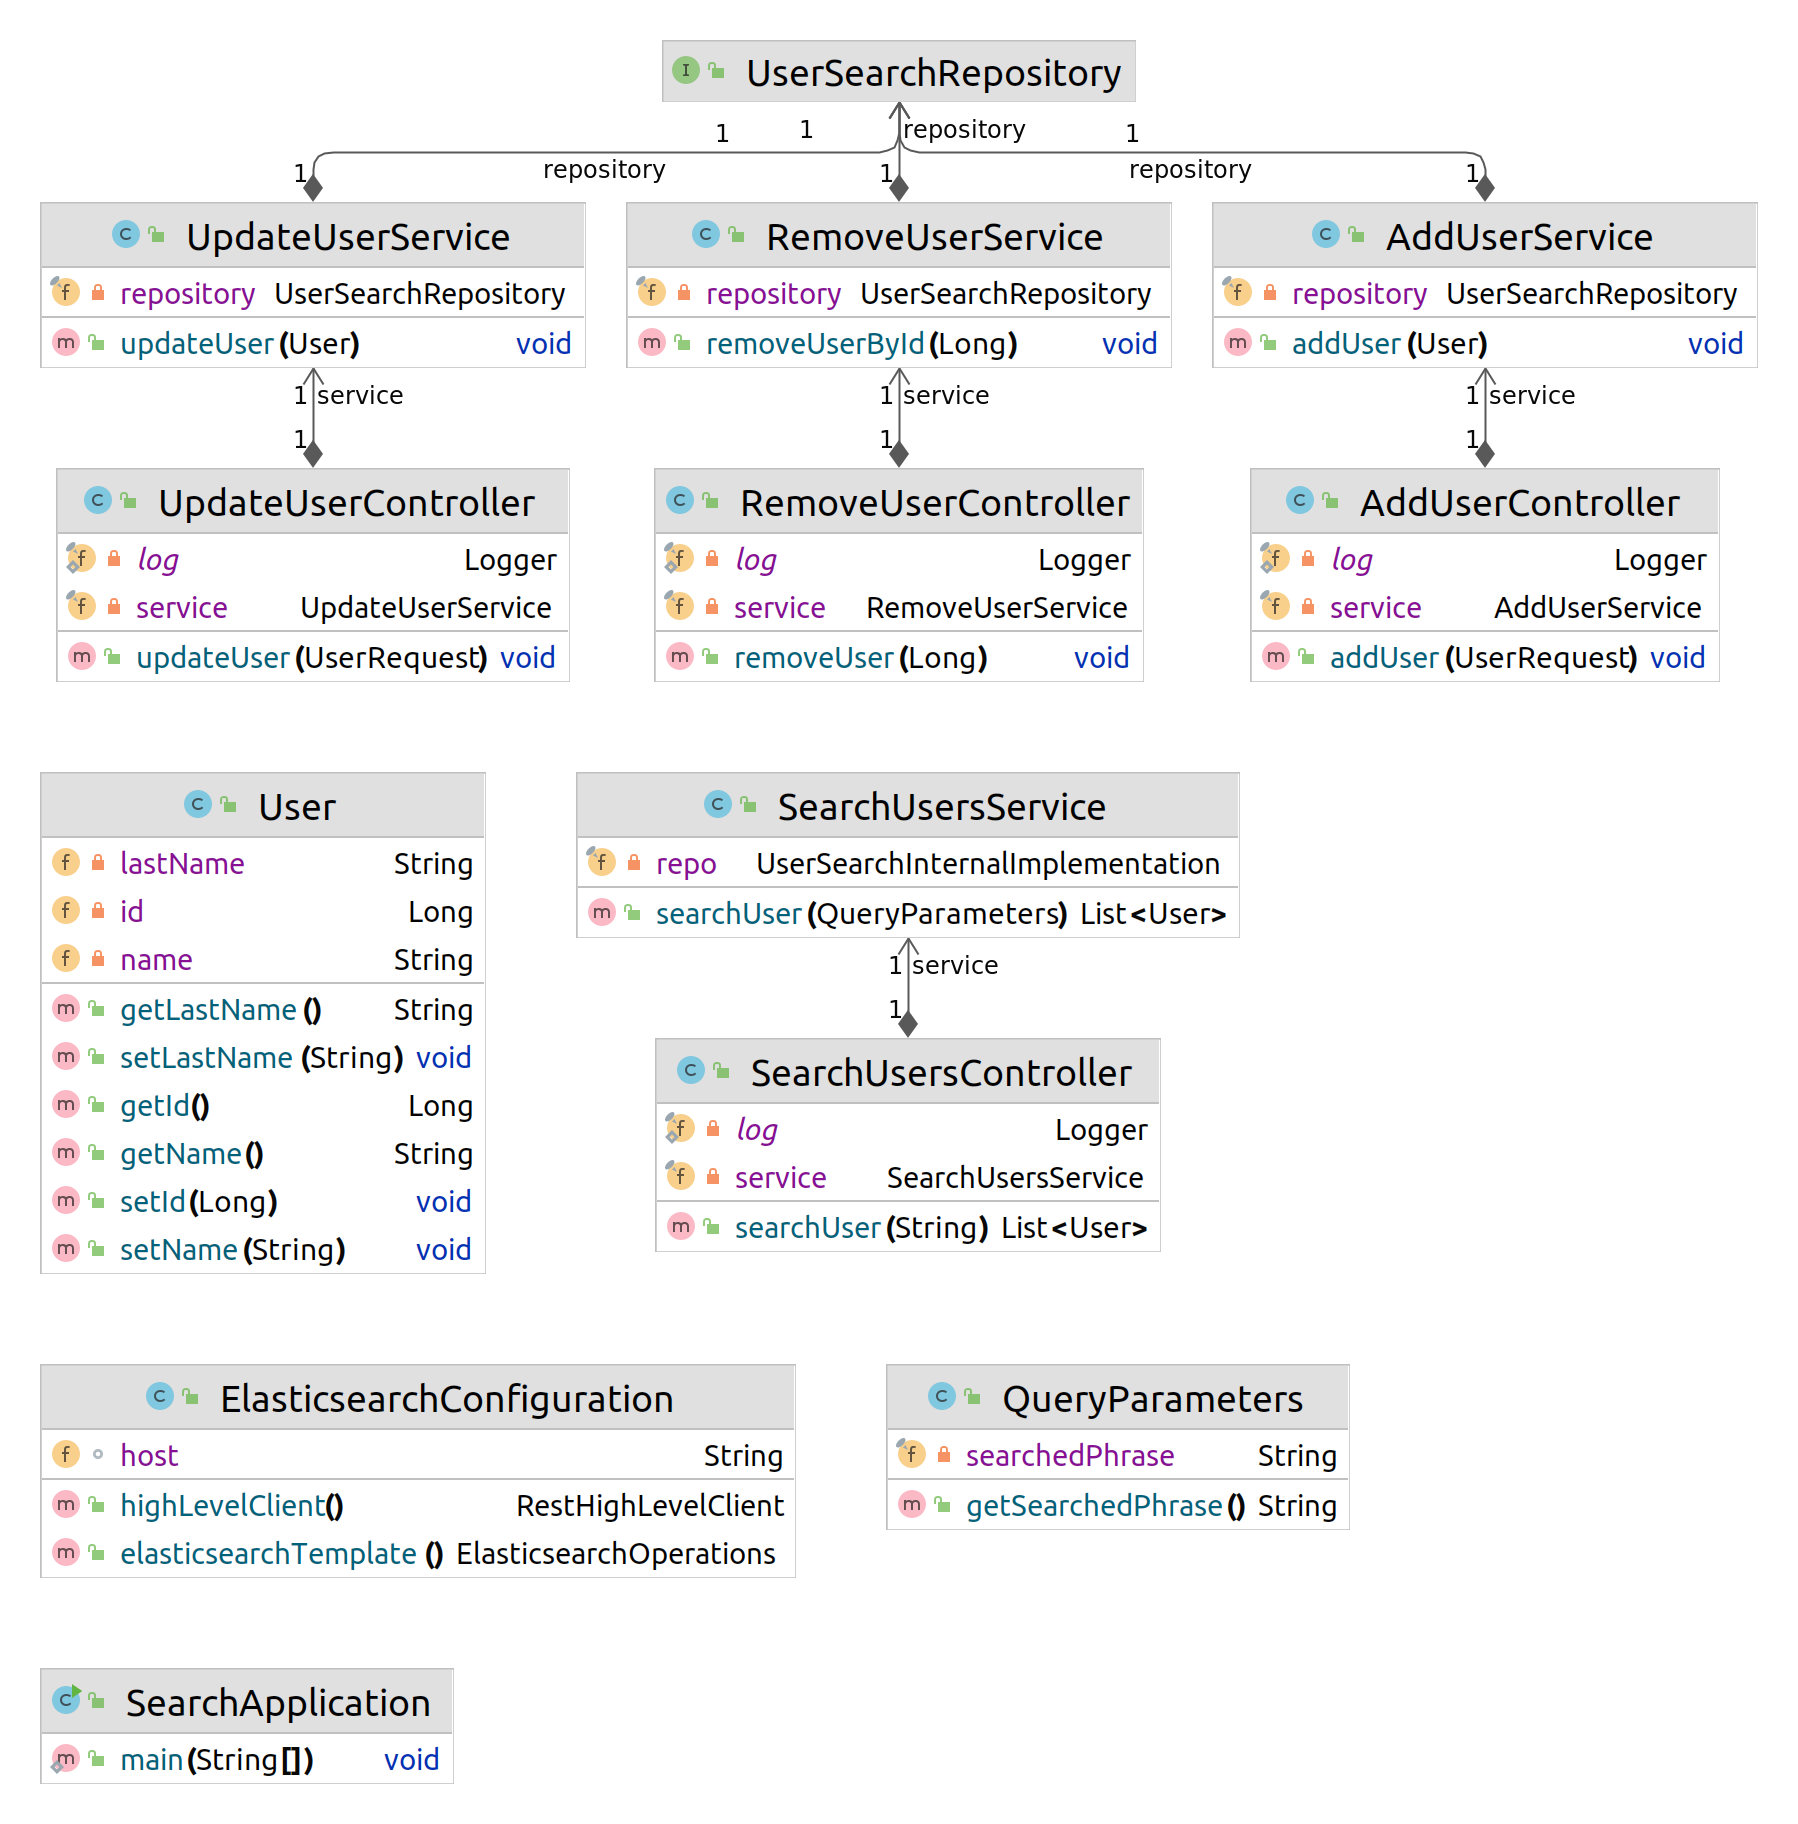 UserSearchRepository
1 1 repository 1
1 repository 1 repository 1
UpdateUserService
repository UserSearchRepository
updateUser(User) void
RemoveUserService
repository UserSearchRepository
removeUserById(Long) void
AddUserService
repository UserSearchRepository
addUser(User) void
1 service
1
1 service
1
1 service
1
UpdateUserController
log Logger
service UpdateUserService
updateUser(UserRequest) void
RemoveUserController
log Logger
service RemoveUserService
removeUser(Long) void
AddUserController
log Logger
service AddUserService
addUser(UserRequest) void
User
lastName String
id Long
name String
getLastName() String
setLastName(String) void
getId() Long
getName() String
setId(Long) void
setName(String) void
SearchUsersService
repo UserSearchInternalImplementation
searchUser(QueryParameters) List<User>
1 service
1
SearchUsersController
log Logger
service SearchUsersService
searchUser(String) List<User>
ElasticsearchConfiguration
host String
highLevelClient() RestHighLevelClient
elasticsearchTemplate() ElasticsearchOperations
QueryParameters
searchedPhrase String
getSearchedPhrase() String
SearchApplication
main(String[]) void